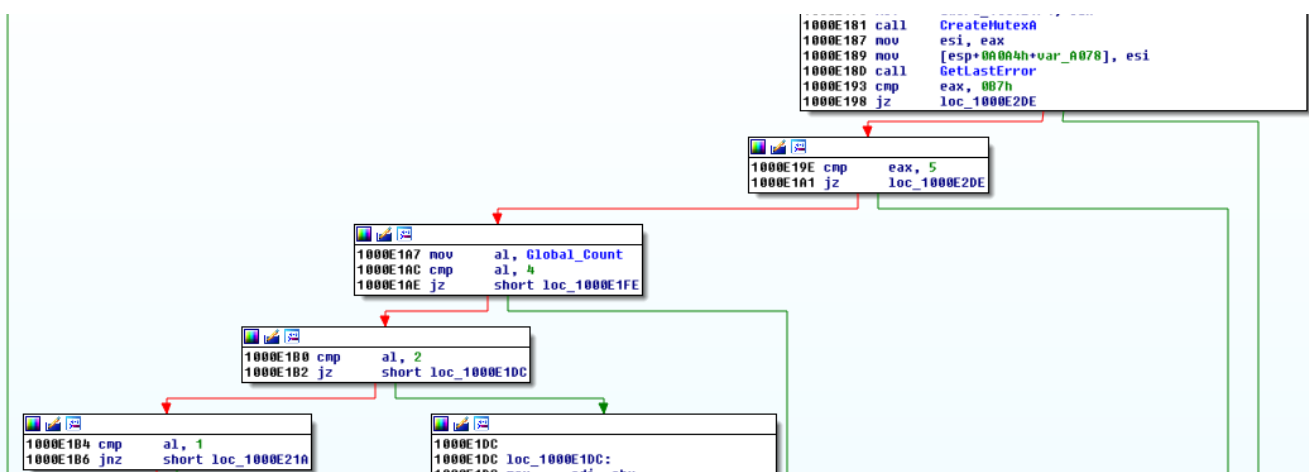 1000E181 call CreateMutexA
1000E187 mov esi, eax
1000E189 mov [esp+0A0A4h+var_A078], esi
1000E18D call GetLastError
1000E193 cmp eax, 0B7h
1000E198 jz loc_1000E2DE
1000E19E cmp eax, 5
1000E1A1 jz loc_1000E2DE
1000E1A7 mov al, Global_Count
1000E1AC cmp al, 4
1000E1AE jz short loc_1000E1FE
1000E1B0 cmp al, 2
1000E1B2 jz short loc_1000E1DC
1000E1B4 cmp al, 1
1000E1B6 jnz short loc_1000E21A
1000E1DC
1000E1DC loc_1000E1DC: